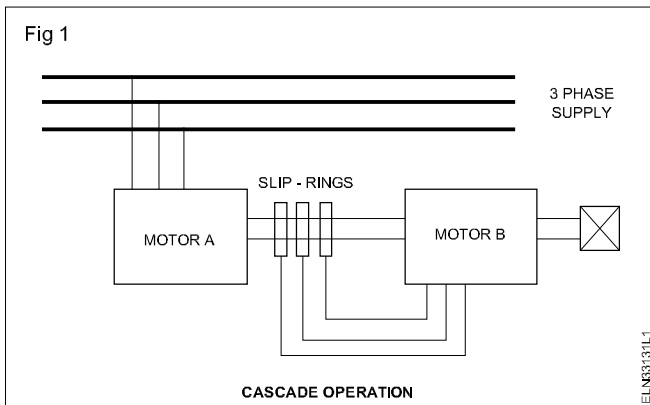 Fig 1
3 PHASE
SUPPLY
SLIP - RINGS
MOTOR A
MOTOR B
CASCADE OPERATION
ELN33131L1